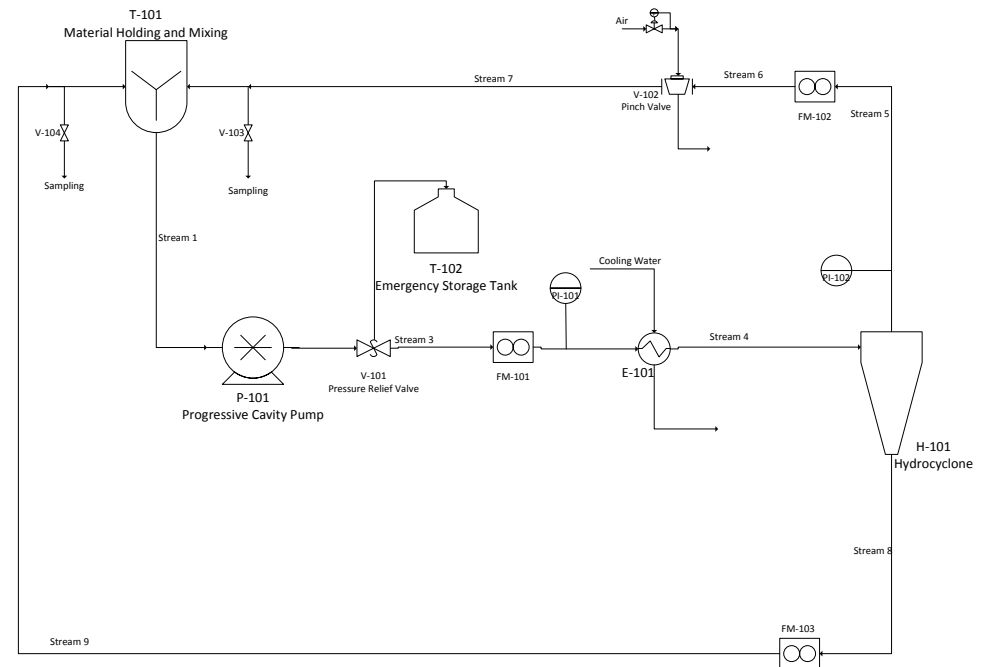 T-101
Material Holding and Mixing
Air
Stream 7
Stream 6
V-102
Pinch Valve
FM-102
Stream 5
V-104
V-103
Sampling
Sampling
Stream 1
T-102
Emergency Storage Tank
Cooling Water
PI-102
PI-101
Stream 3
Stream 4
V-101
Pressure Relief Valve
FM-101
E-101
P-101
Progressive Cavity Pump
H-101
Hydrocyclone
Stream 8
FM-103
Stream 9